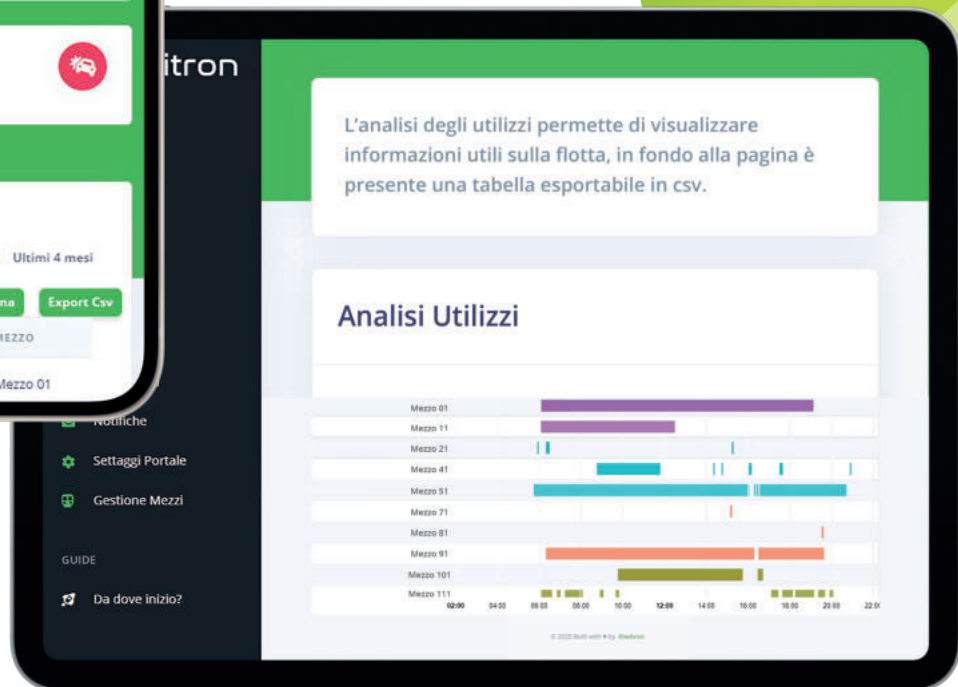 Ultimi 4 mesi
Export Csv
Mezzo 01
itron
Notifiche
Settaggi Portale
Gestione Mezzi
GUIDE
Da dove inizio?
L'analisi degli utilizzi permette di visualizzare
informazioni utili sulla flotta, in fondo alla pagina è
presente una tabella esportabile in csv.
Analisi Utilizzi
Mezzo 01
Mezzo 11
Mezzo 21
Mezzo 41
Mezzo 51
Mezzo 71
Mezzo 81
Mezzo 91
Mezzo 101
Mezzo 111
02:00 04:00 06:00 08:00 10:00 12:00 14:00 16:00 18:00 20:00